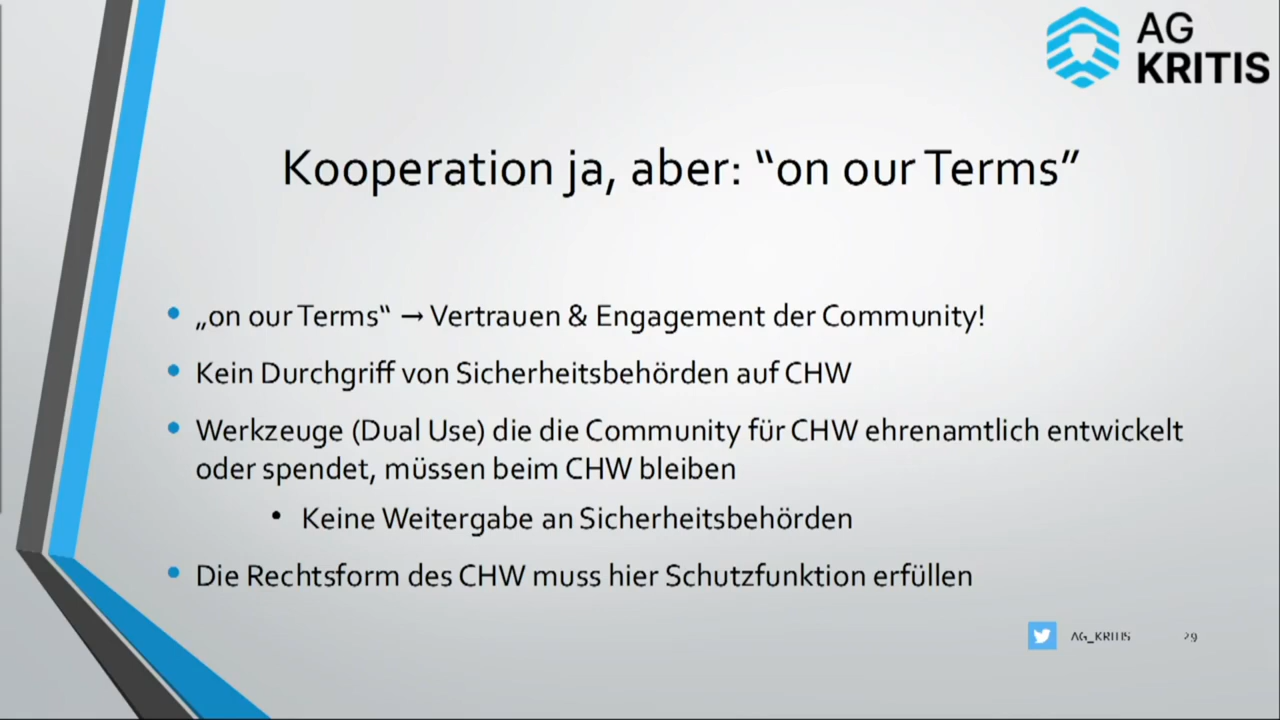 AG
KRITIS
Kooperation ja, aber: “on our Terms”
• „on our Terms“ → Vertrauen & Engagement der Community!
• Kein Durchgriff von Sicherheitsbehörden auf CHW
• Werkzeuge (Dual Use) die die Community für CHW ehrenamtlich entwickelt
oder spendet, müssen beim CHW bleiben
• Keine Weitergabe an Sicherheitsbehörden
• Die Rechtsform des CHW muss hier Schutzfunktion erfüllen
AG_KRITIS 29